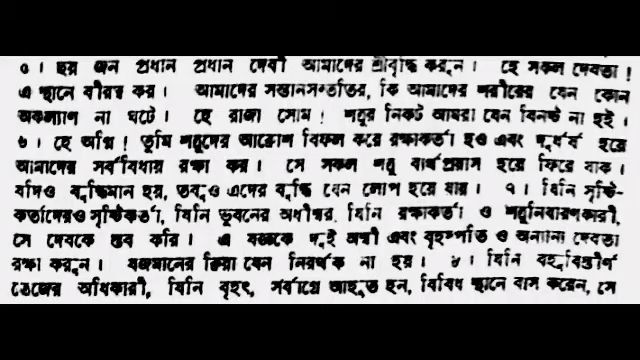 ৫। ছয় জন প্রধান প্রধান দেবী আমাদের শ্রীবৃদ্ধি করুন। হে সকল দেবতা!
এ স্থানে বীরত্ব কর। আমাদের সন্তানসন্ততির, কি আমাদের শরীরের যেন কোন
অকল্যাণ না ঘটে। হে রাজা সোম! শত্রুর নিকট আমরা যেন বিনষ্ট না হই।
৬। হে অগ্নি! তুমি শত্রুদের আক্রোশ বিফল করে রক্ষাকর্তা হও এবং দুর্ধর্ষ হয়ে
আমাদের সর্ববিধায় রক্ষা কর। সে সকল শত্রু ব্যর্থপ্রয়াস হয়ে ফিরে যাক।
যদিও বুদ্ধিমান হয়, তবুও এদের বুদ্ধি যেন লোপ হয়ে যায়। ৭। যিনি সৃষ্টি-
কর্তাদেরও সৃষ্টিকর্তা, যিনি ভুবনের অধীশ্বর, যিনি রক্ষাকর্তা ও শত্রুনিবারণকারী,
সে দেবকে স্তব করি। এ যজ্ঞকে দুই অশ্বী এবং বৃহস্পতি ও অন্যান্য দেবতা
রক্ষা করুন। যজমানের ক্রিয়া যেন নিরর্থক না হয়। ৮। যিনি বহুবিস্তীর্ণ
তেজের অধিকারী, যিনি বৃহৎ, সর্বাগ্রে আহূত হন, বিবিধ স্থানে বাস করেন, সে